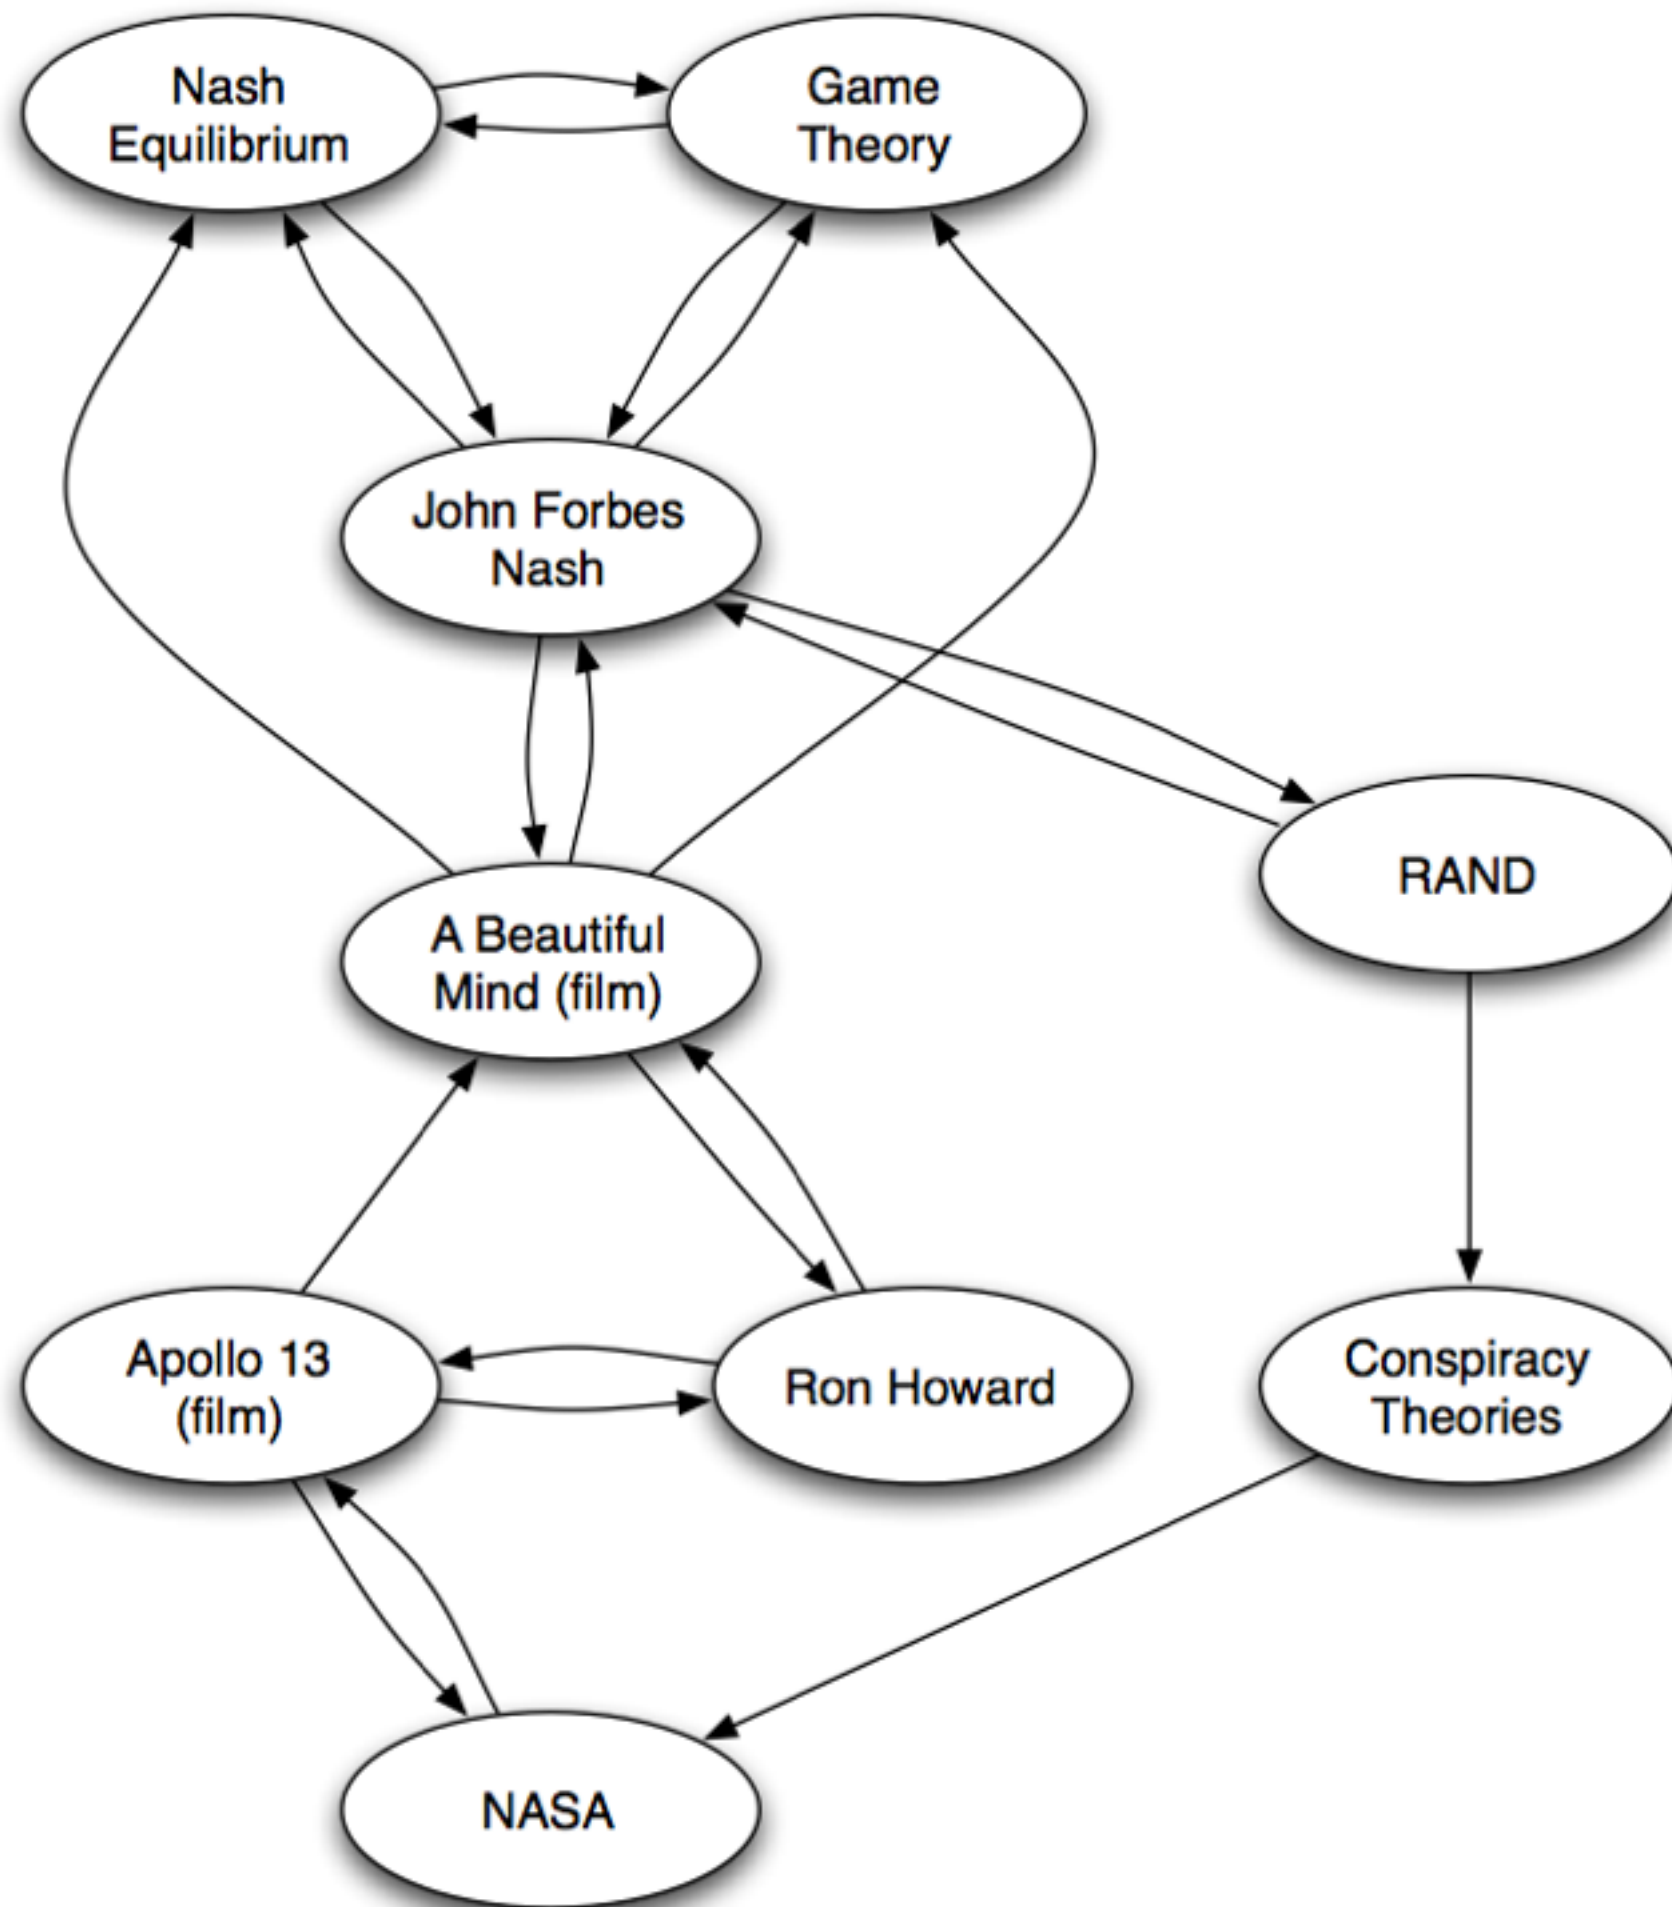 Nash
Equilibrium
Game
Theory
John Forbes
Nash
RAND
A Beautiful
Mind (film)
Apollo 13
(film)
Ron Howard
Conspiracy
Theories
NASA